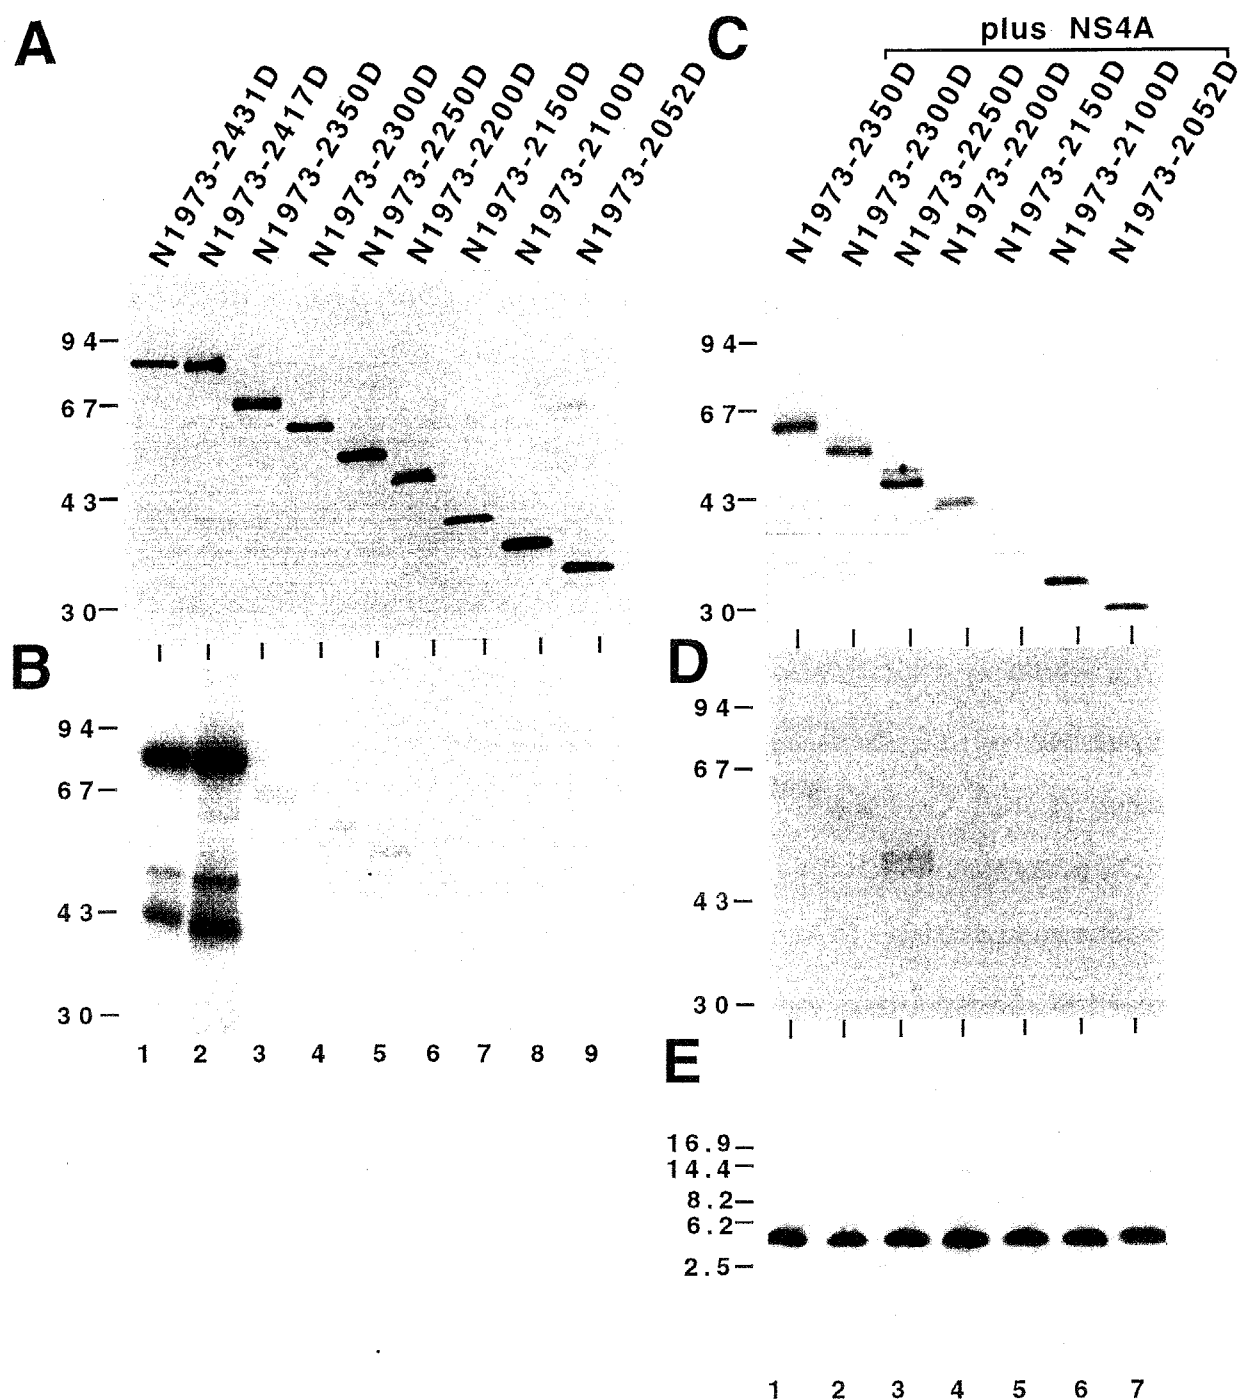 A
N1973-2431D
N1973-2417D
N1973-2350D
N1973-2300D
N1973-2250D
N1973-2200D
N1973-2150D
N1973-2100D
N1973-2052D
94
67
43
30
B
94
67
43
30
1 2 3 4 5 6 7 8 9
C
plus NS4A
N1973-2350D
N1973-2300D
N1973-2250D
N1973-2200D
N1973-2150D
N1973-2100D
N1973-2052D
94
67
43
30
D
94
67
43
30
E
16.9
14.4
8.2
6.2
2.5
1 2 3 4 5 6 7